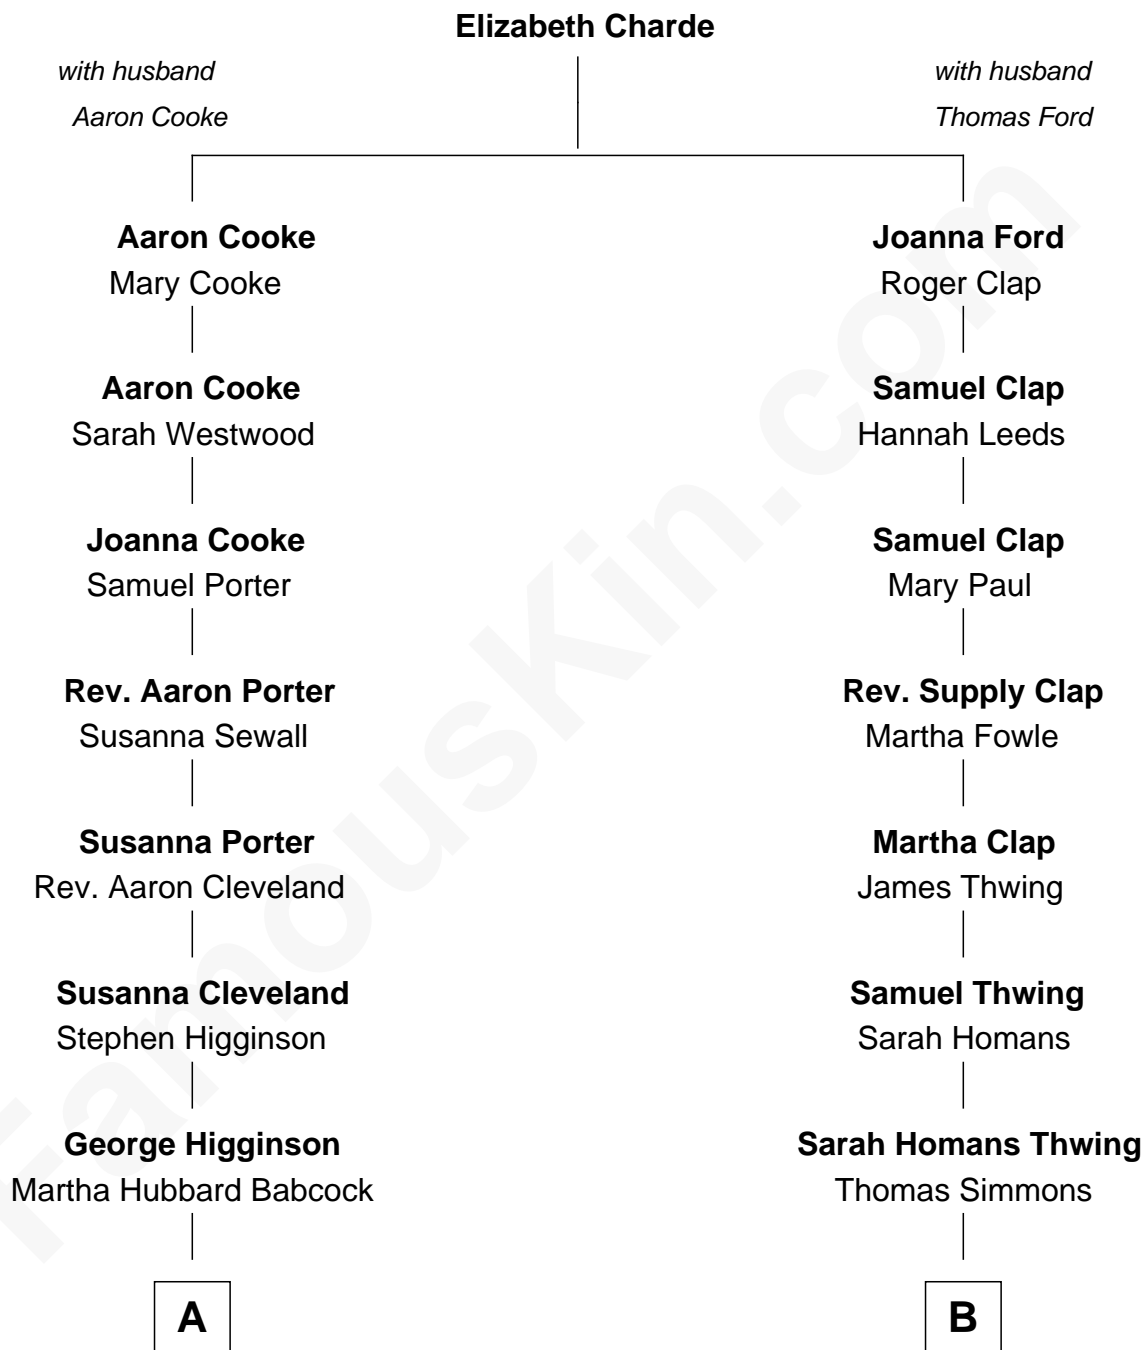 Elizabeth Charde
with husband
Aaron Cooke
with husband
Thomas Ford
Aaron Cooke
Mary Cooke
Joanna Ford
Roger Clap
Aaron Cooke
Sarah Westwood
Samuel Clap
Hannah Leeds
Joanna Cooke
Samuel Porter
Samuel Clap
Mary Paul
Rev. Aaron Porter
Susanna Sewall
Rev. Supply Clap
Martha Fowle
Susanna Porter
Rev. Aaron Cleveland
Martha Clap
James Thwing
Susanna Cleveland
Stephen Higginson
Samuel Thwing
Sarah Homans
George Higginson
Martha Hubbard Babcock
Sarah Homans Thwing
Thomas Simmons
A
B
FamousKin.com